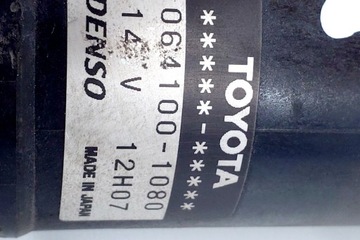 TOYOTA
*****-*****
064100-1080
14 V 12H07
DENSO MADE IN JAPAN